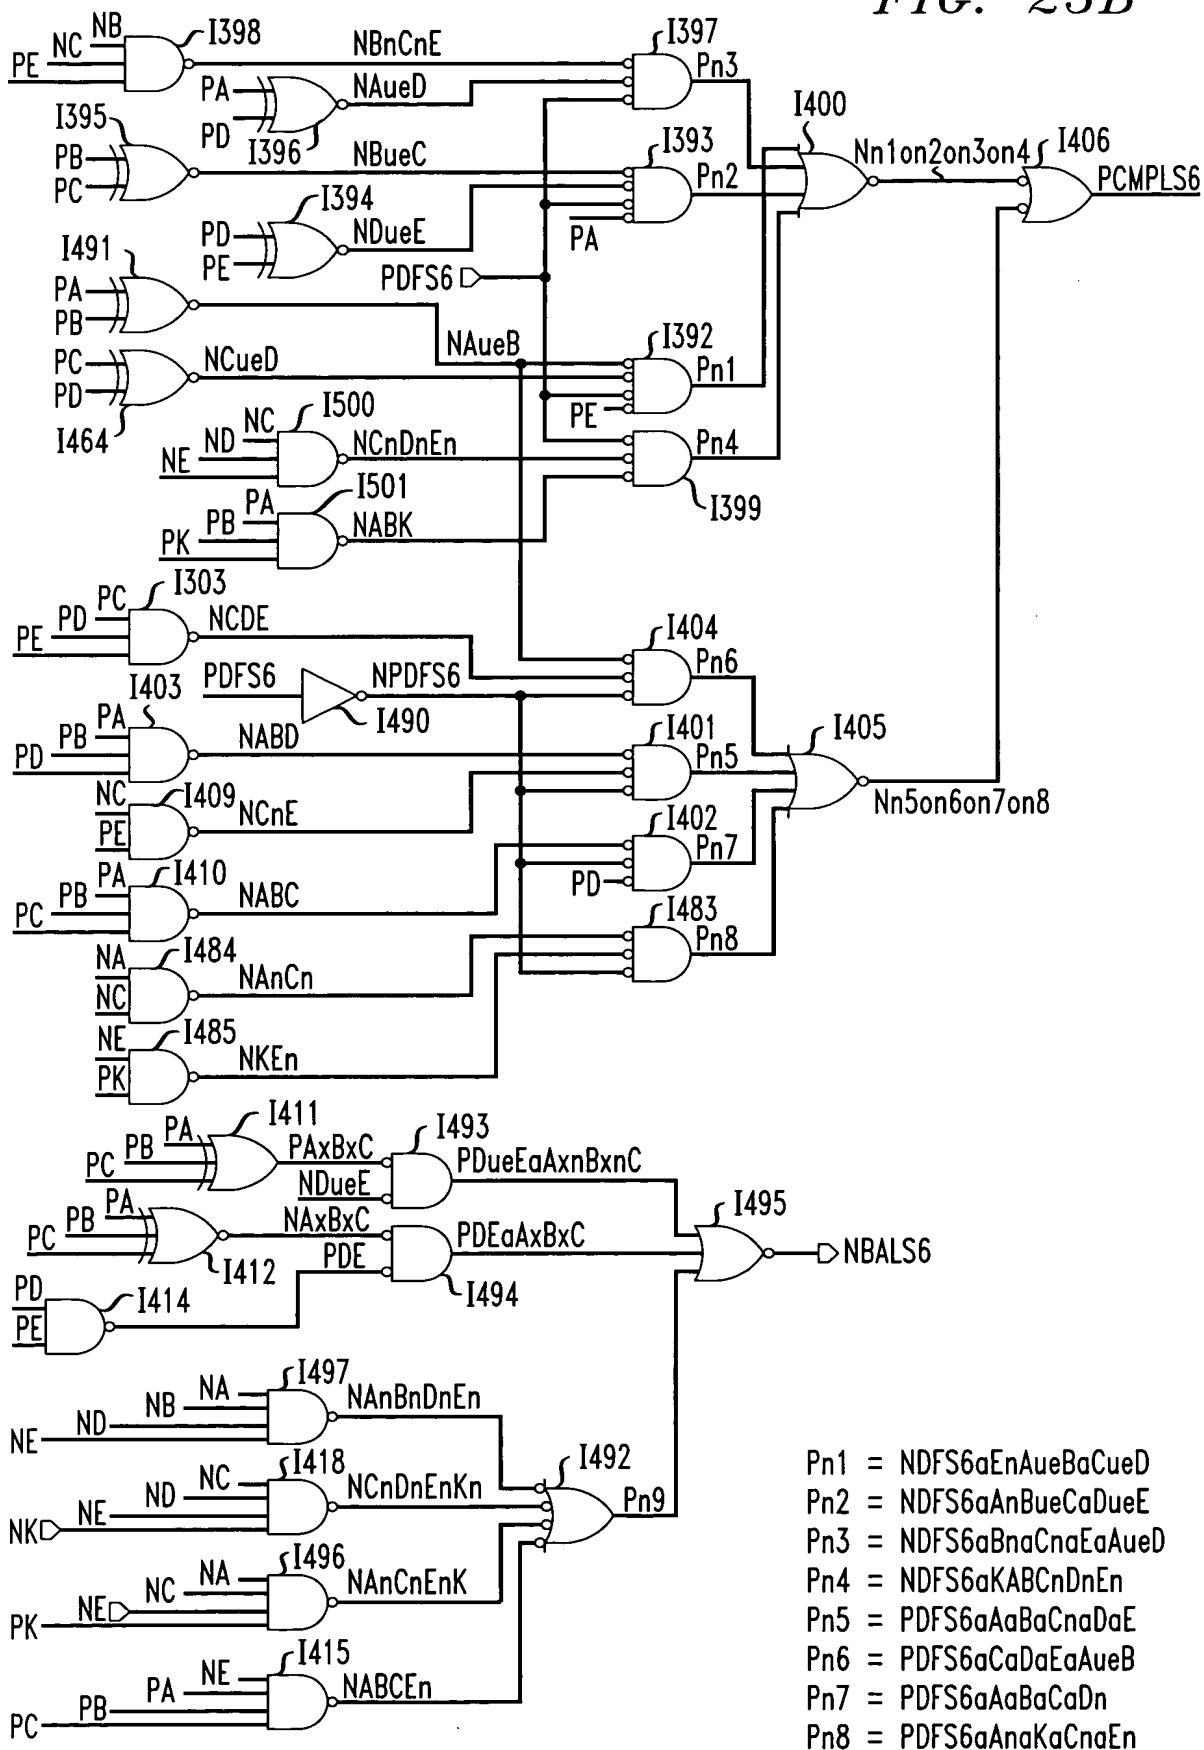 FIG. 23B
NB
I398
NC
PE
NBnCnE
I397
Pn3
PA
NAueD
PD
I396
I400
I395
PB
PC
NBueC
I393
Pn2
Nn1on2on3on4
I406
PCMPLS6
I394
PD
PE
NDueE
PA
I491
PA
PB
PDFS6
NAueB
I392
Pn1
PC
PD
NCueD
PE
I464
I500
NC
ND
NE
NCnDnEn
Pn4
I399
I501
PA
PB
PK
NABK
I303
PC
PD
PE
NCDE
I404
Pn6
PDFS6
NPDFS6
I490
I403
PA
PB
PD
NABD
I401
Pn5
I405
Nn5on6on7on8
I409
NC
PE
NCnE
I402
Pn7
PD
I410
PA
PB
PC
NABC
I483
Pn8
I484
NA
NC
NAnCn
I485
NE
PK
NKEn
I411
PA
PB
PC
PAxBxC
I493
NDueE
PDueEaAxnBxnC
PA
PB
PC
NAxBxC
I412
PDE
PDEaAxBxC
I494
I495
NBALS6
PD
PE
I414
I497
NA
NB
ND
NE
NAnBnDnEn
I418
NC
ND
NE
NK
NCnDnEnKn
I492
Pn9
I496
NA
NC
NE
PK
NAnCnEnK
I415
NE
PA
PB
PC
NABCEn
Pn1 = NDFS6aEnAueBaCueD
Pn2 = NDFS6aAnBueCaDueE
Pn3 = NDFS6aBnaCnaEaAueD
Pn4 = NDFS6aKABCnDnEn
Pn5 = PDFS6aAaBaCnaDaE
Pn6 = PDFS6aCaDaEaAueB
Pn7 = PDFS6aAaBaCaDn
Pn8 = PDFS6aAnaKaCnaEn